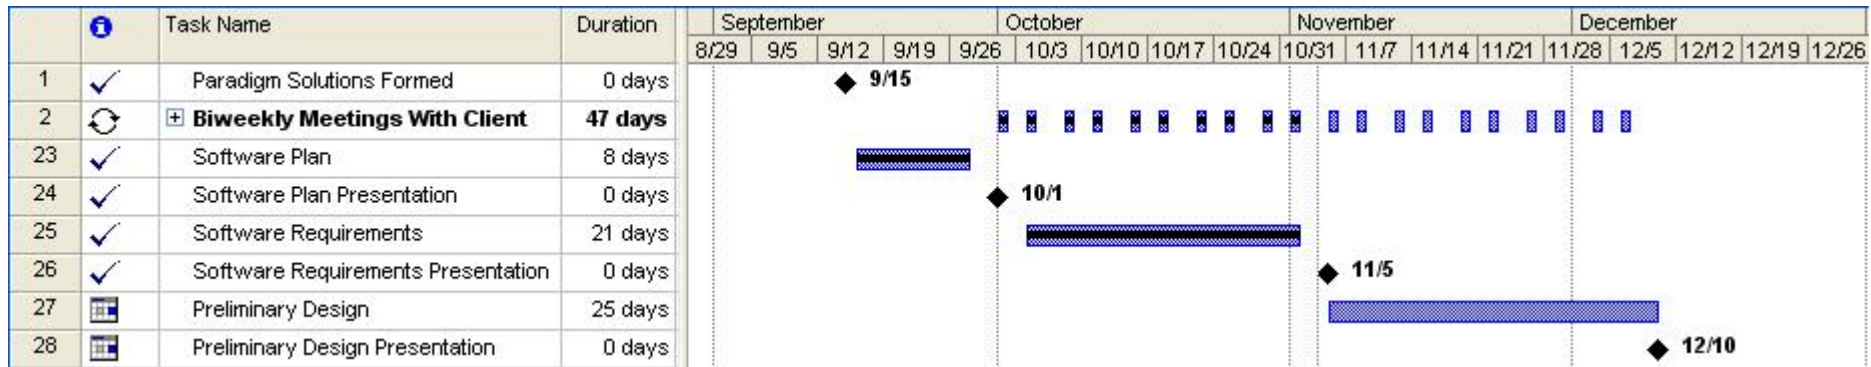 Task Name Duration September October November December
8/29 9/5 9/12 9/19 9/26 10/3 10/10 10/17 10/24 10/31 11/7 11/14 11/21 11/28 12/5 12/12 12/19 12/26
1 Paradigm Solutions Formed 0 days 9/15
2 Biweekly Meetings With Client 47 days
23 Software Plan 8 days
24 Software Plan Presentation 0 days 10/1
25 Software Requirements 21 days
26 Software Requirements Presentation 0 days 11/5
27 Preliminary Design 25 days
28 Preliminary Design Presentation 0 days 12/10